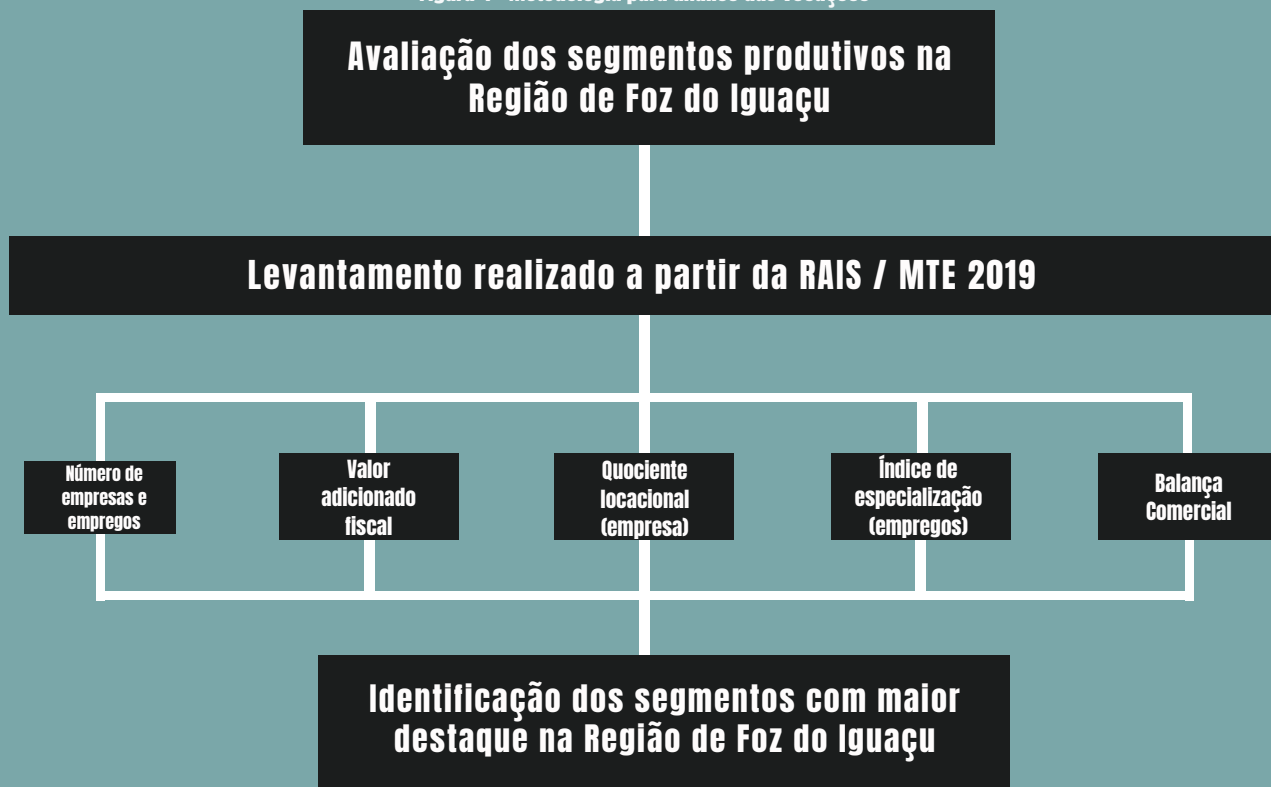 Avaliação dos segmentos produtivos na
Região de Foz do Iguaçu
Levantamento realizado a partir da RAIS / MTE 2019
Número de
empresas e
empregos
Valor
adicionado
fiscal
Quociente
locacional
(empresa)
Índice de
especialização
(empregos)
Balança
Comercial
Identificação dos segmentos com maior
destaque na Região de Foz do Iguaçu